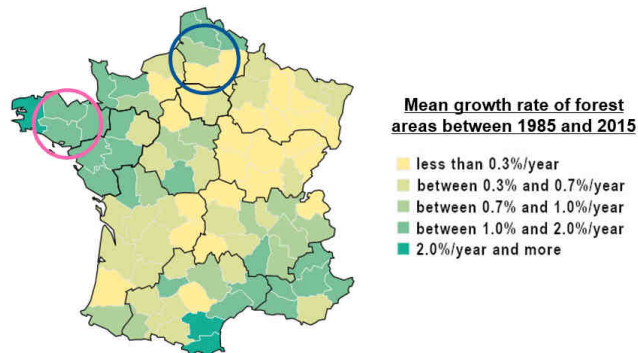 Mean growth rate of forest
areas between 1985 and 2015
less than 0.3%/year
between 0.3% and 0.7%/year
between 0.7% and 1.0%/year
between 1.0% and 2.0%/year
2.0%/year and more